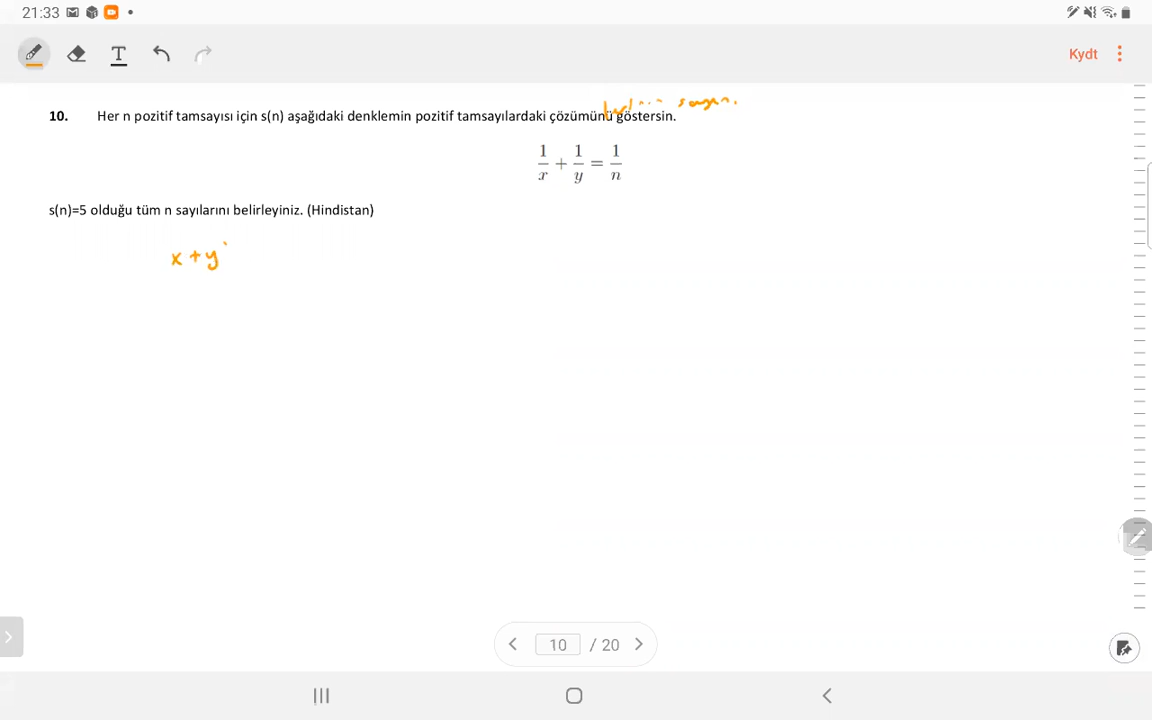 21:33
Kydt
10. Her n pozitif tamsayısı için s(n) aşağıdaki denklemin pozitif tamsayılardaki çözümünü göstersin.
1/x + 1/y = 1/n
s(n)=5 olduğu tüm n sayılarını belirleyiniz. (Hindistan)
x + y
10 / 20